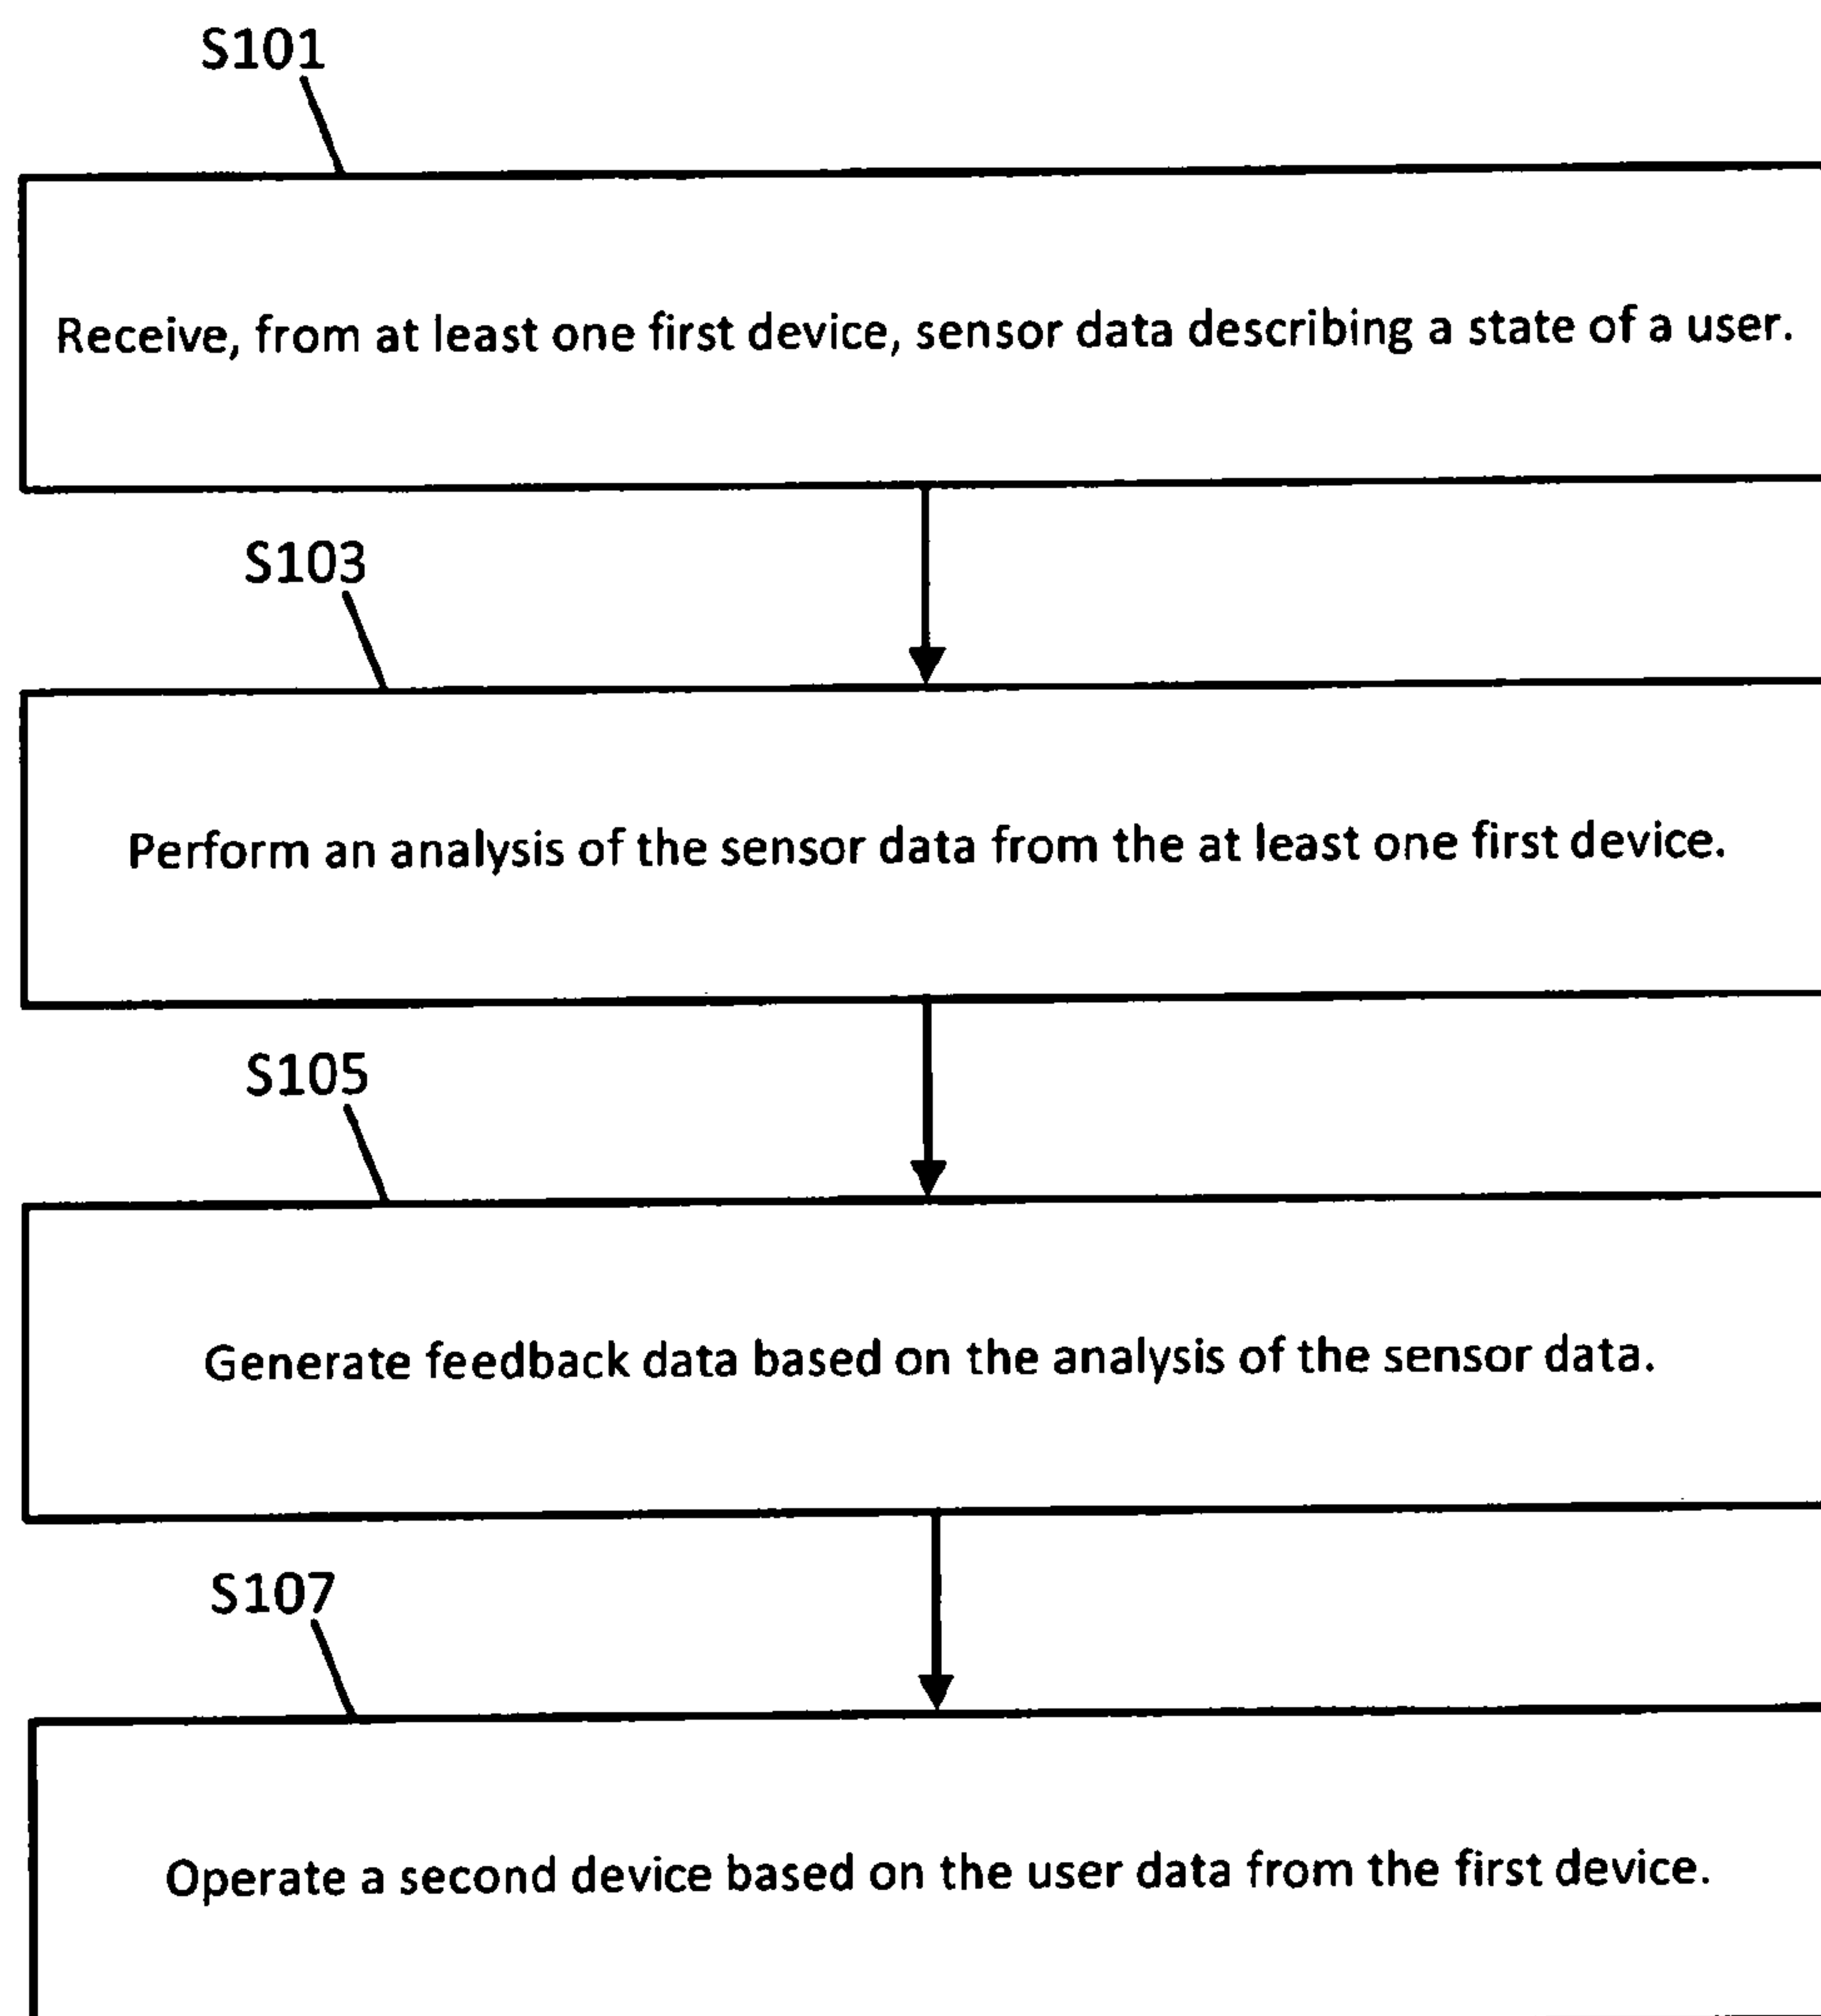 S101
Receive, from at least one first device, sensor data describing a state of a user.
S103
Perform an analysis of the sensor data from the at least one first device.
S105
Generate feedback data based on the analysis of the sensor data.
S107
Operate a second device based on the user data from the first device.